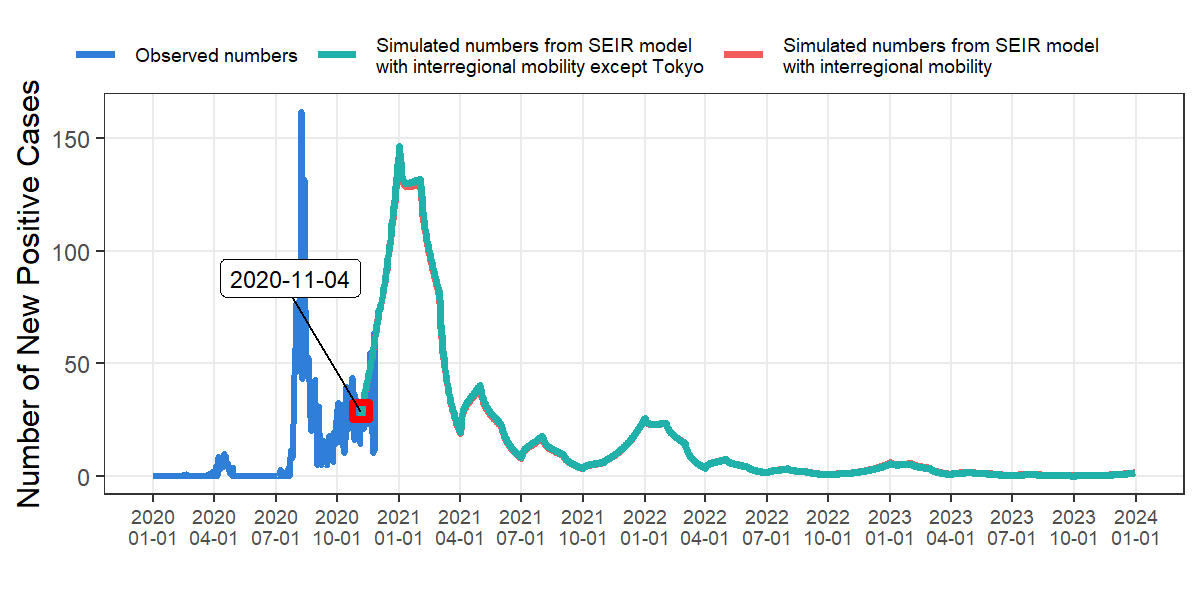 Observed numbers
Simulated numbers from SEIR model
with interregional mobility except Tokyo
Simulated numbers from SEIR model
with interregional mobility
Number of New Positive Cases
150
100
50
0
2020-11-04
2020 2020 2020 2020 2021 2021 2021 2021 2022 2022 2022 2022 2023 2023 2023 2023 2024
01-01 04-01 07-01 10-01 01-01 04-01 07-01 10-01 01-01 04-01 07-01 10-01 01-01 04-01 07-01 10-01 01-01